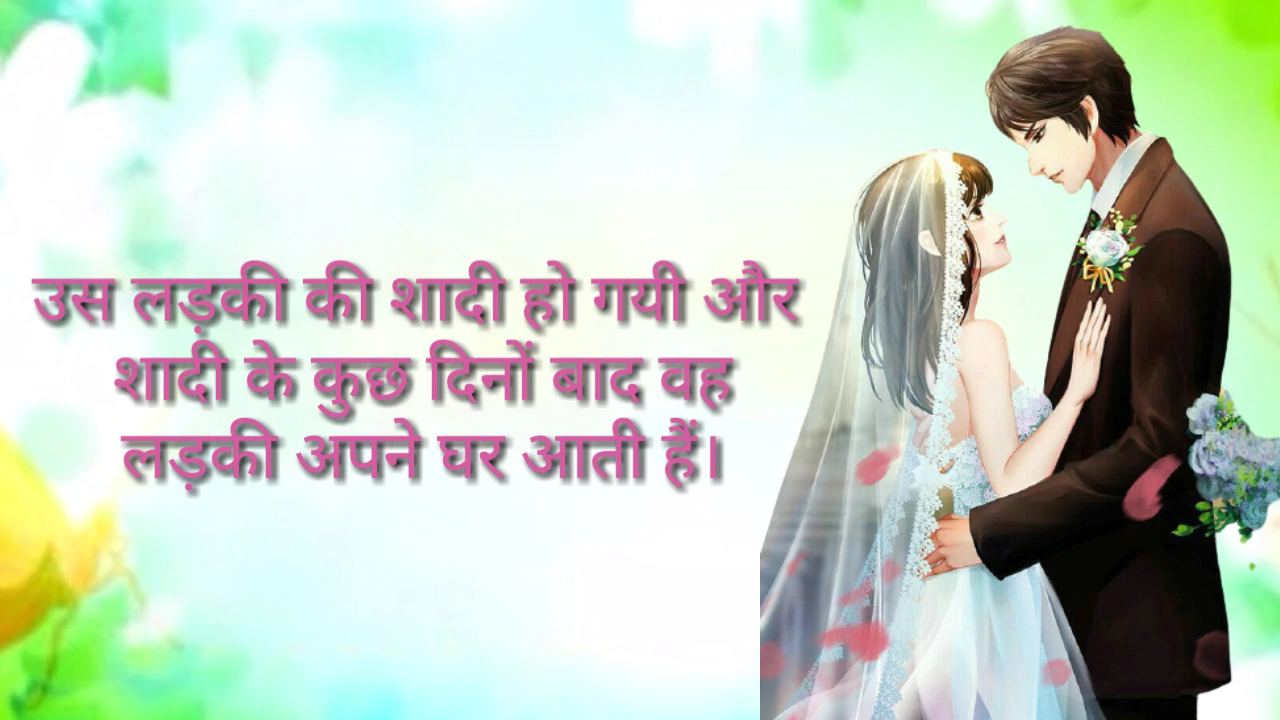 उस लड़की की शादी हो गयी और
शादी के कुछ दिनों बाद वह
लड़की अपने घर आती हैं।